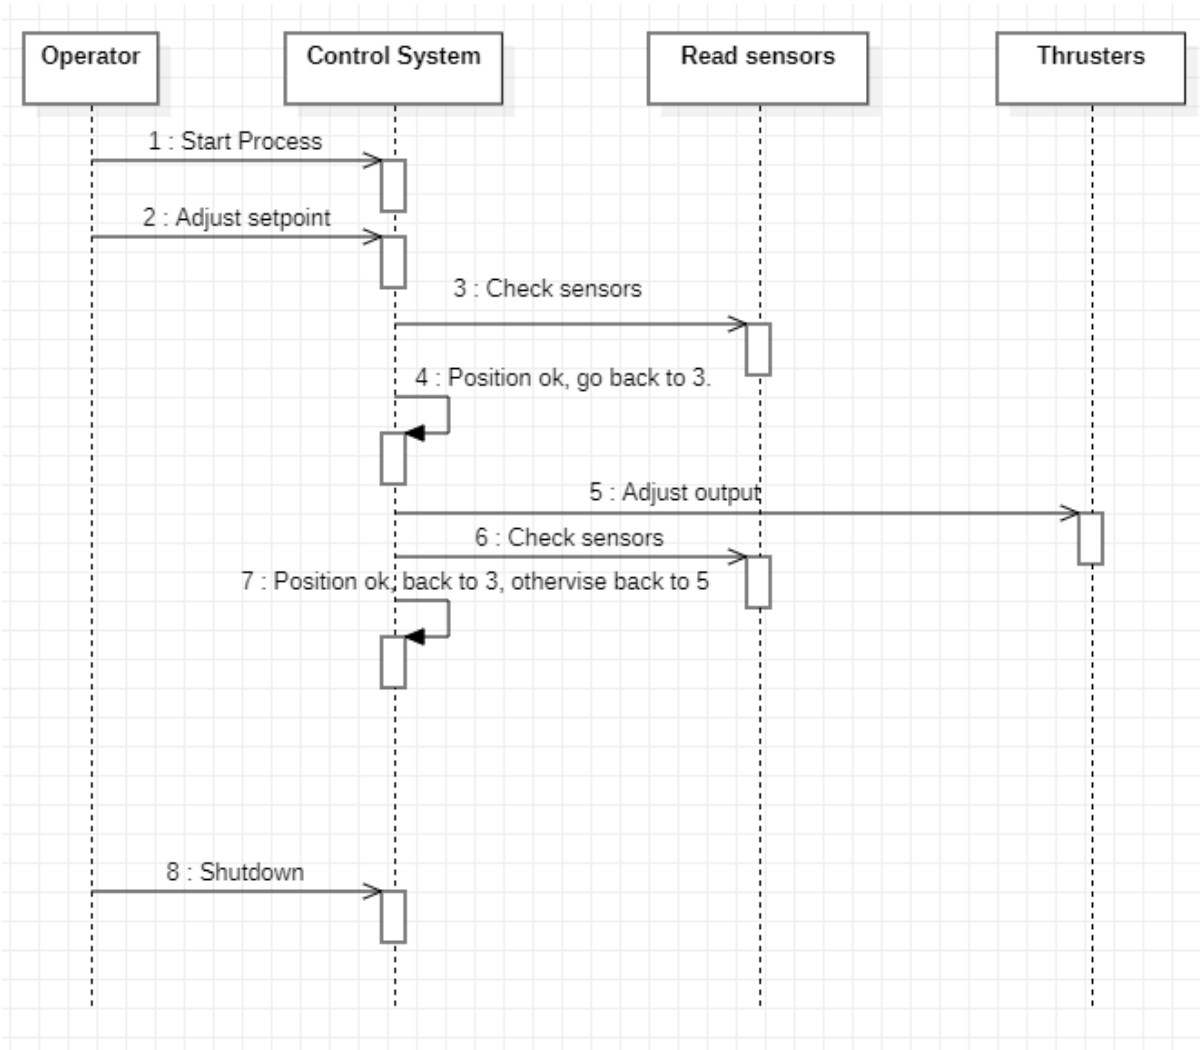 Operator
Control System
Read sensors
Thrusters
1 : Start Process
2 : Adjust setpoint
3 : Check sensors
4 : Position ok, go back to 3.
5 : Adjust output
6 : Check sensors
7 : Position ok, back to 3, othervise back to 5
8 : Shutdown